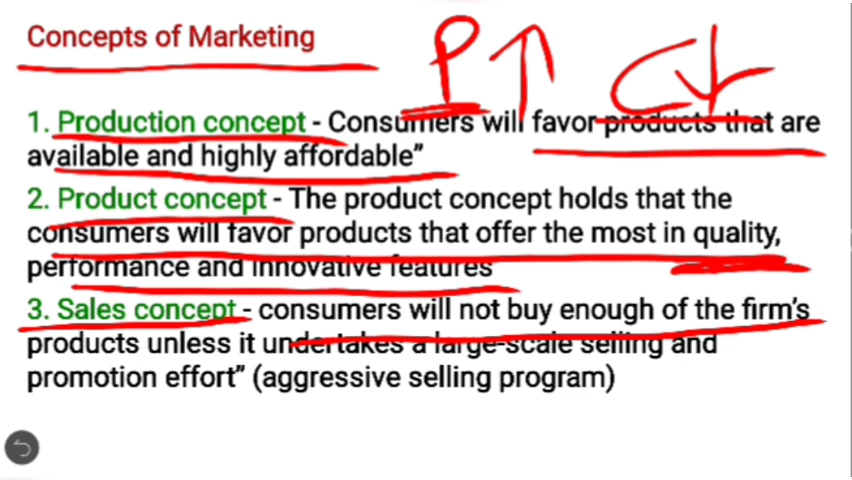 Concepts of Marketing
P↑ C↓
1. Production concept - Consumers will favor products that are
available and highly affordable”
2. Product concept - The product concept holds that the
consumers will favor products that offer the most in quality,
performance and innovative features
3. Sales concept - consumers will not buy enough of the firm's
products unless it undertakes a large-scale selling and
promotion effort” (aggressive selling program)